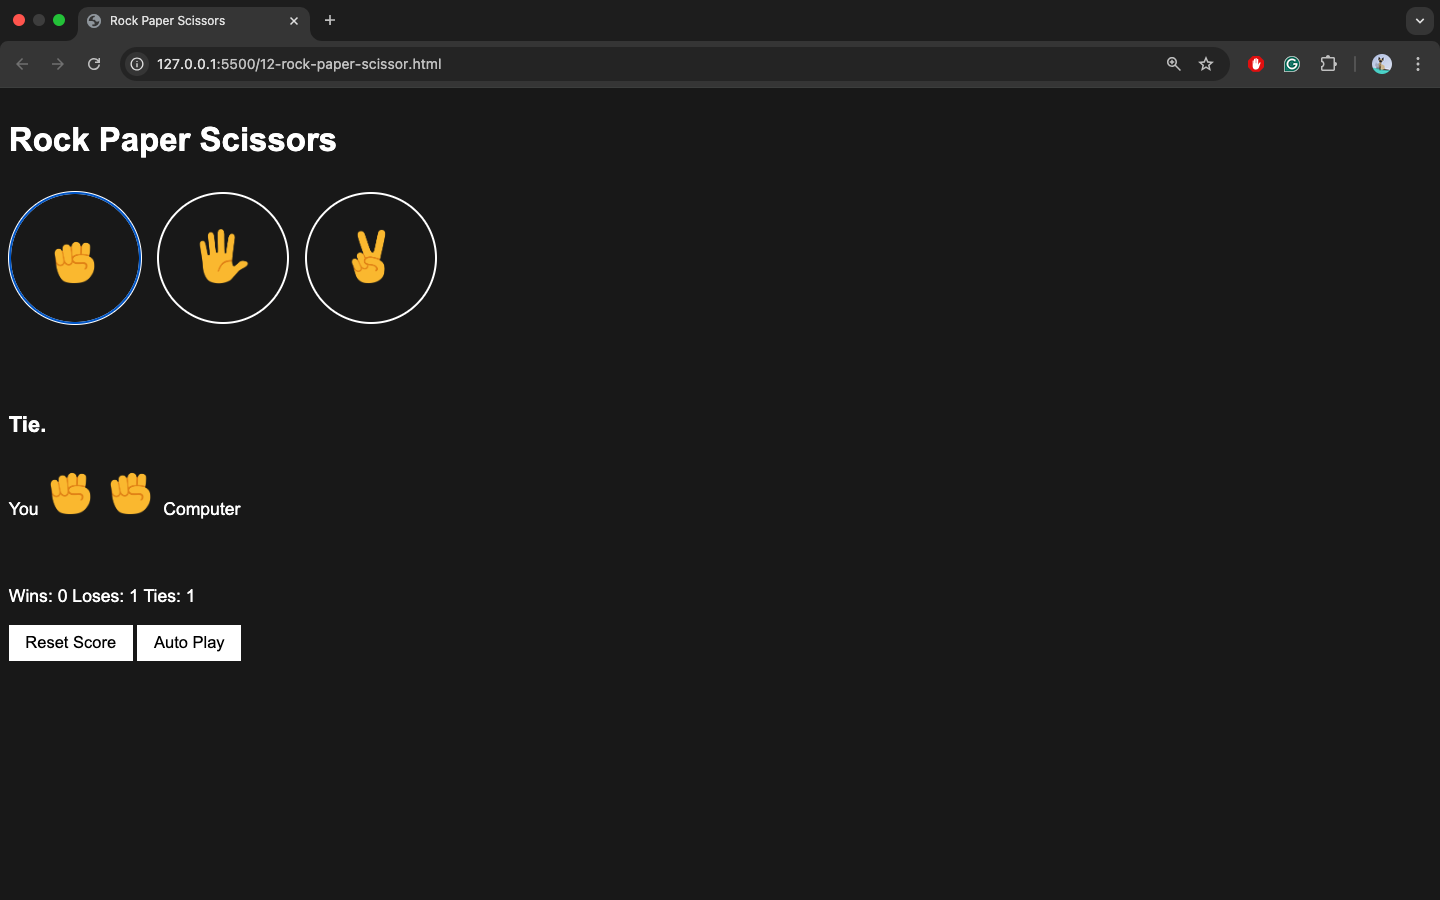 Rock Paper Scissors
127.0.0.1:5500/12-rock-paper-scissor.html
Rock Paper Scissors
Tie.
You Computer
Wins: 0 Loses: 1 Ties: 1
Reset Score Auto Play